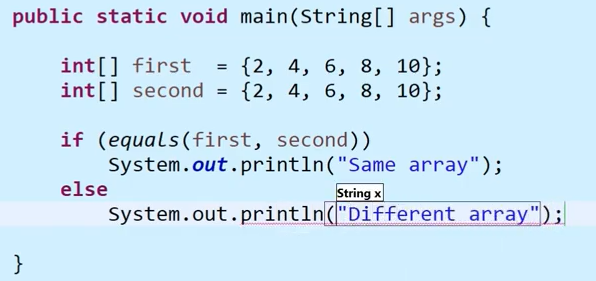 public static void main(String[] args) {
int[] first  = {2, 4, 6, 8, 10};
int[] second = {2, 4, 6, 8, 10};
if (equals(first, second))
System.out.println("Same array");
else
String x
System.out.println("Different array");
}